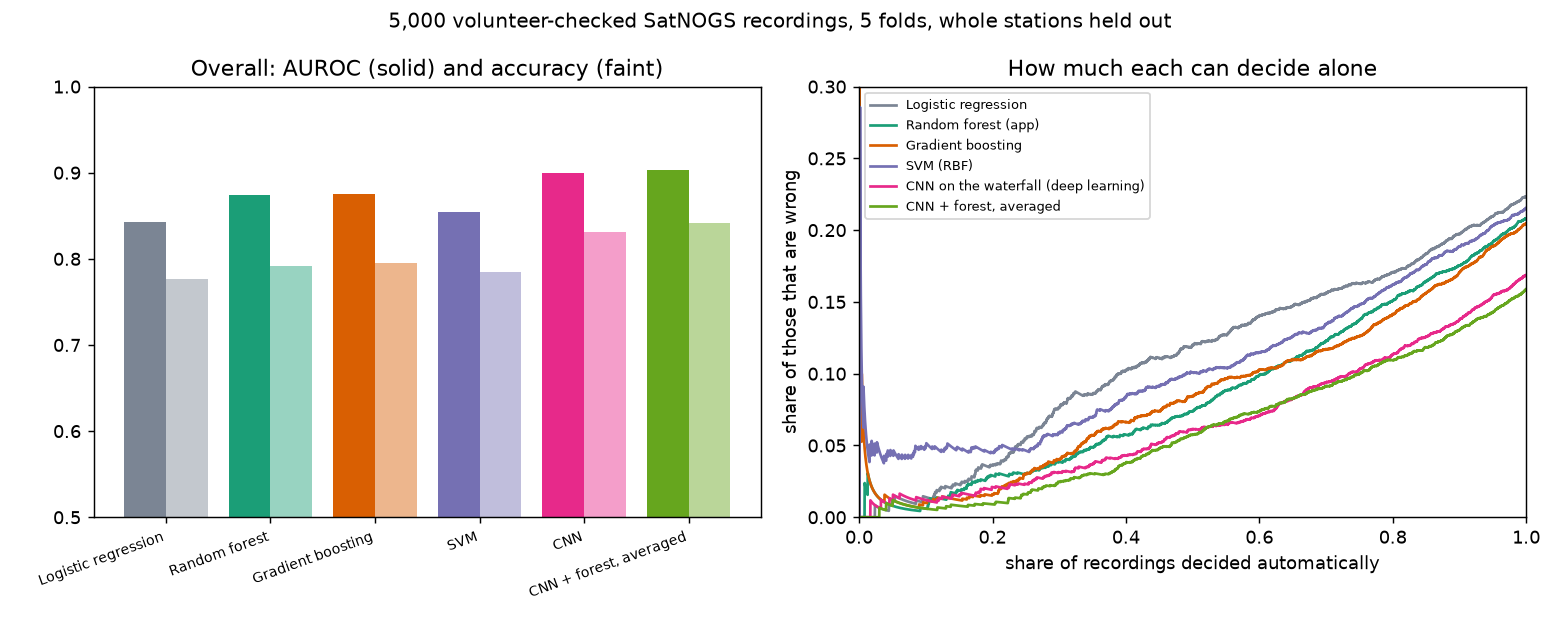 5,000 volunteer-checked SatNOGS recordings, 5 folds, whole stations held out
Overall: AUROC (solid) and accuracy (faint)
1.0
0.9
0.8
0.7
0.6
0.5
Logistic regression
Random forest
Gradient boosting
SVM
CNN
CNN + forest, averaged
How much each can decide alone
share of those that are wrong
0.30
0.25
0.20
0.15
0.10
0.05
0.00
Logistic regression
Random forest (app)
Gradient boosting
SVM (RBF)
CNN on the waterfall (deep learning)
CNN + forest, averaged
0.0 0.2 0.4 0.6 0.8 1.0
share of recordings decided automatically